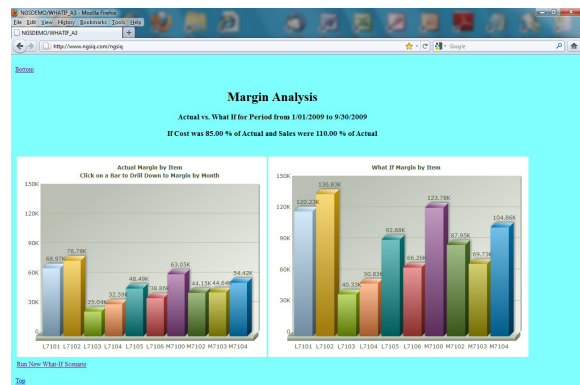 NGSDEMO/WHATIF_A3 - Mozilla Firefox
File Edit View History Bookmarks Tools Help
NGSDEMO/WHATIF_A3 +
http://www.ngsiq.com/ngsiq
Google
Bottom
Margin Analysis
Actual vs. What If for Period from 1/01/2009 to 9/30/2009
If Cost was 85.00 % of Actual and Sales were 110.00 % of Actual
Actual Margin by Item
Click on a Bar to Drill Down to Margin by Month
150K
120K
90K
60K
30K
0
68.97K 76.78K 25.04K 32.59K 48.49K 38.86K 63.05K 44.15K 44.64K 54.42K
L7101 L7102 L7103 L7104 L7105 L7106 M7100 M7102 M7103 M7104
What If Margin by Item
150K
120K
90K
60K
30K
0
120.23K 136.83K 40.33K 50.85K 92.88K 66.26K 123.78K 87.95K 69.73K 104.86K
L7101 L7102 L7103 L7104 L7105 L7106 M7100 M7102 M7103 M7104
Run New What-If Scenario
Top